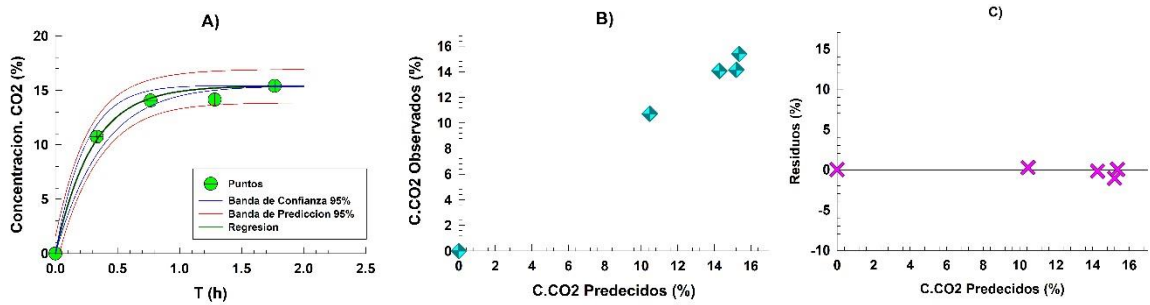 A)
Concentracion. CO2 (%)
20
15
10
5
0
0.0 0.5 1.0 1.5 2.0 2.5
T (h)
Puntos
Banda de Confianza 95%
Banda de Prediccion 95%
Regresion
B)
C.CO2 Observados (%)
16
14
12
10
8
6
4
2
0
0 2 4 6 8 10 12 14 16
C.CO2 Predecidos (%)
C)
Residuos (%)
15
10
5
0
-5
-10
0 2 4 6 8 10 12 14 16
C.CO2 Predecidos (%)